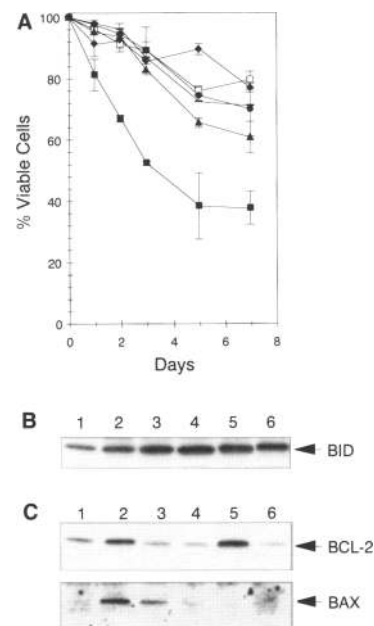 A
100
80
60
40
20
0
% Viable Cells
0 2 4 6 8
Days
B
1 2 3 4 5 6
BID
C
1 2 3 4 5 6
BCL-2
BAX